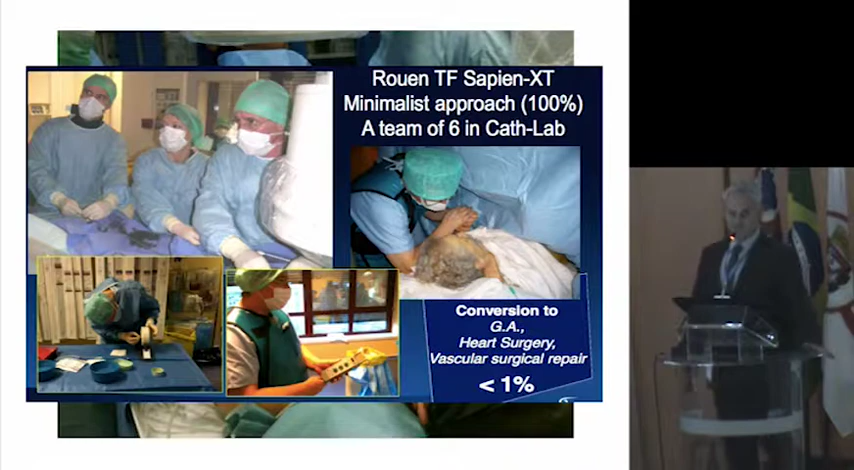 Rouen TF Sapien-XT
Minimalist approach (100%)
A team of 6 in Cath-Lab
Conversion to
G.A.,
Heart Surgery,
Vascular surgical repair
< 1%